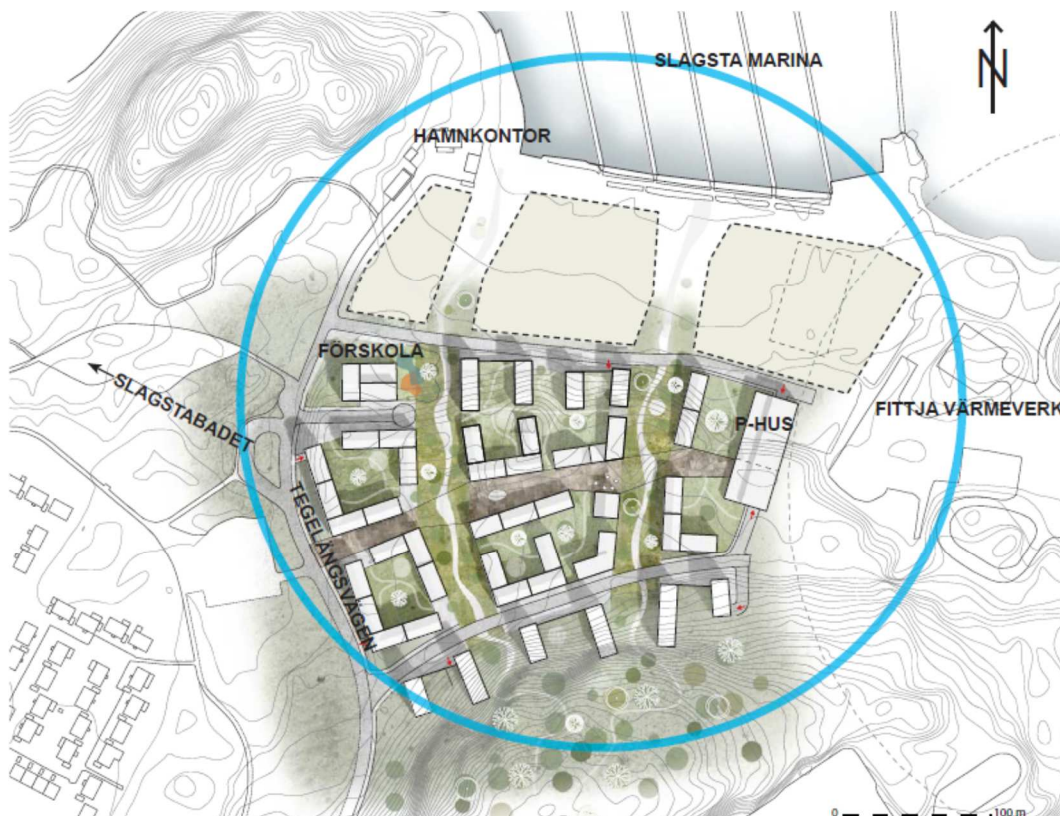 SLAGSTA MARINA
N
HAMNKONTOR
FÖRSKOLA
SLAGSTABADET
P-HUS
FITTJA VÄRMEVERK
TEGELÄNGSVÄGEN
0 100 m